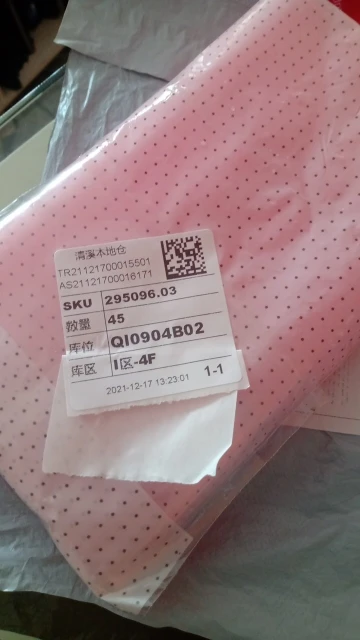 清溪本地仓
TR21121700015501
AS21121700016171
SKU 295096.03
数量 45
库位 QI0904B02
库区 I区-4F
2021-12-17 13:23:01 1-1